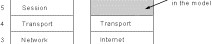 in the model
5 Session
4 Transport Transport
3 Network Internet